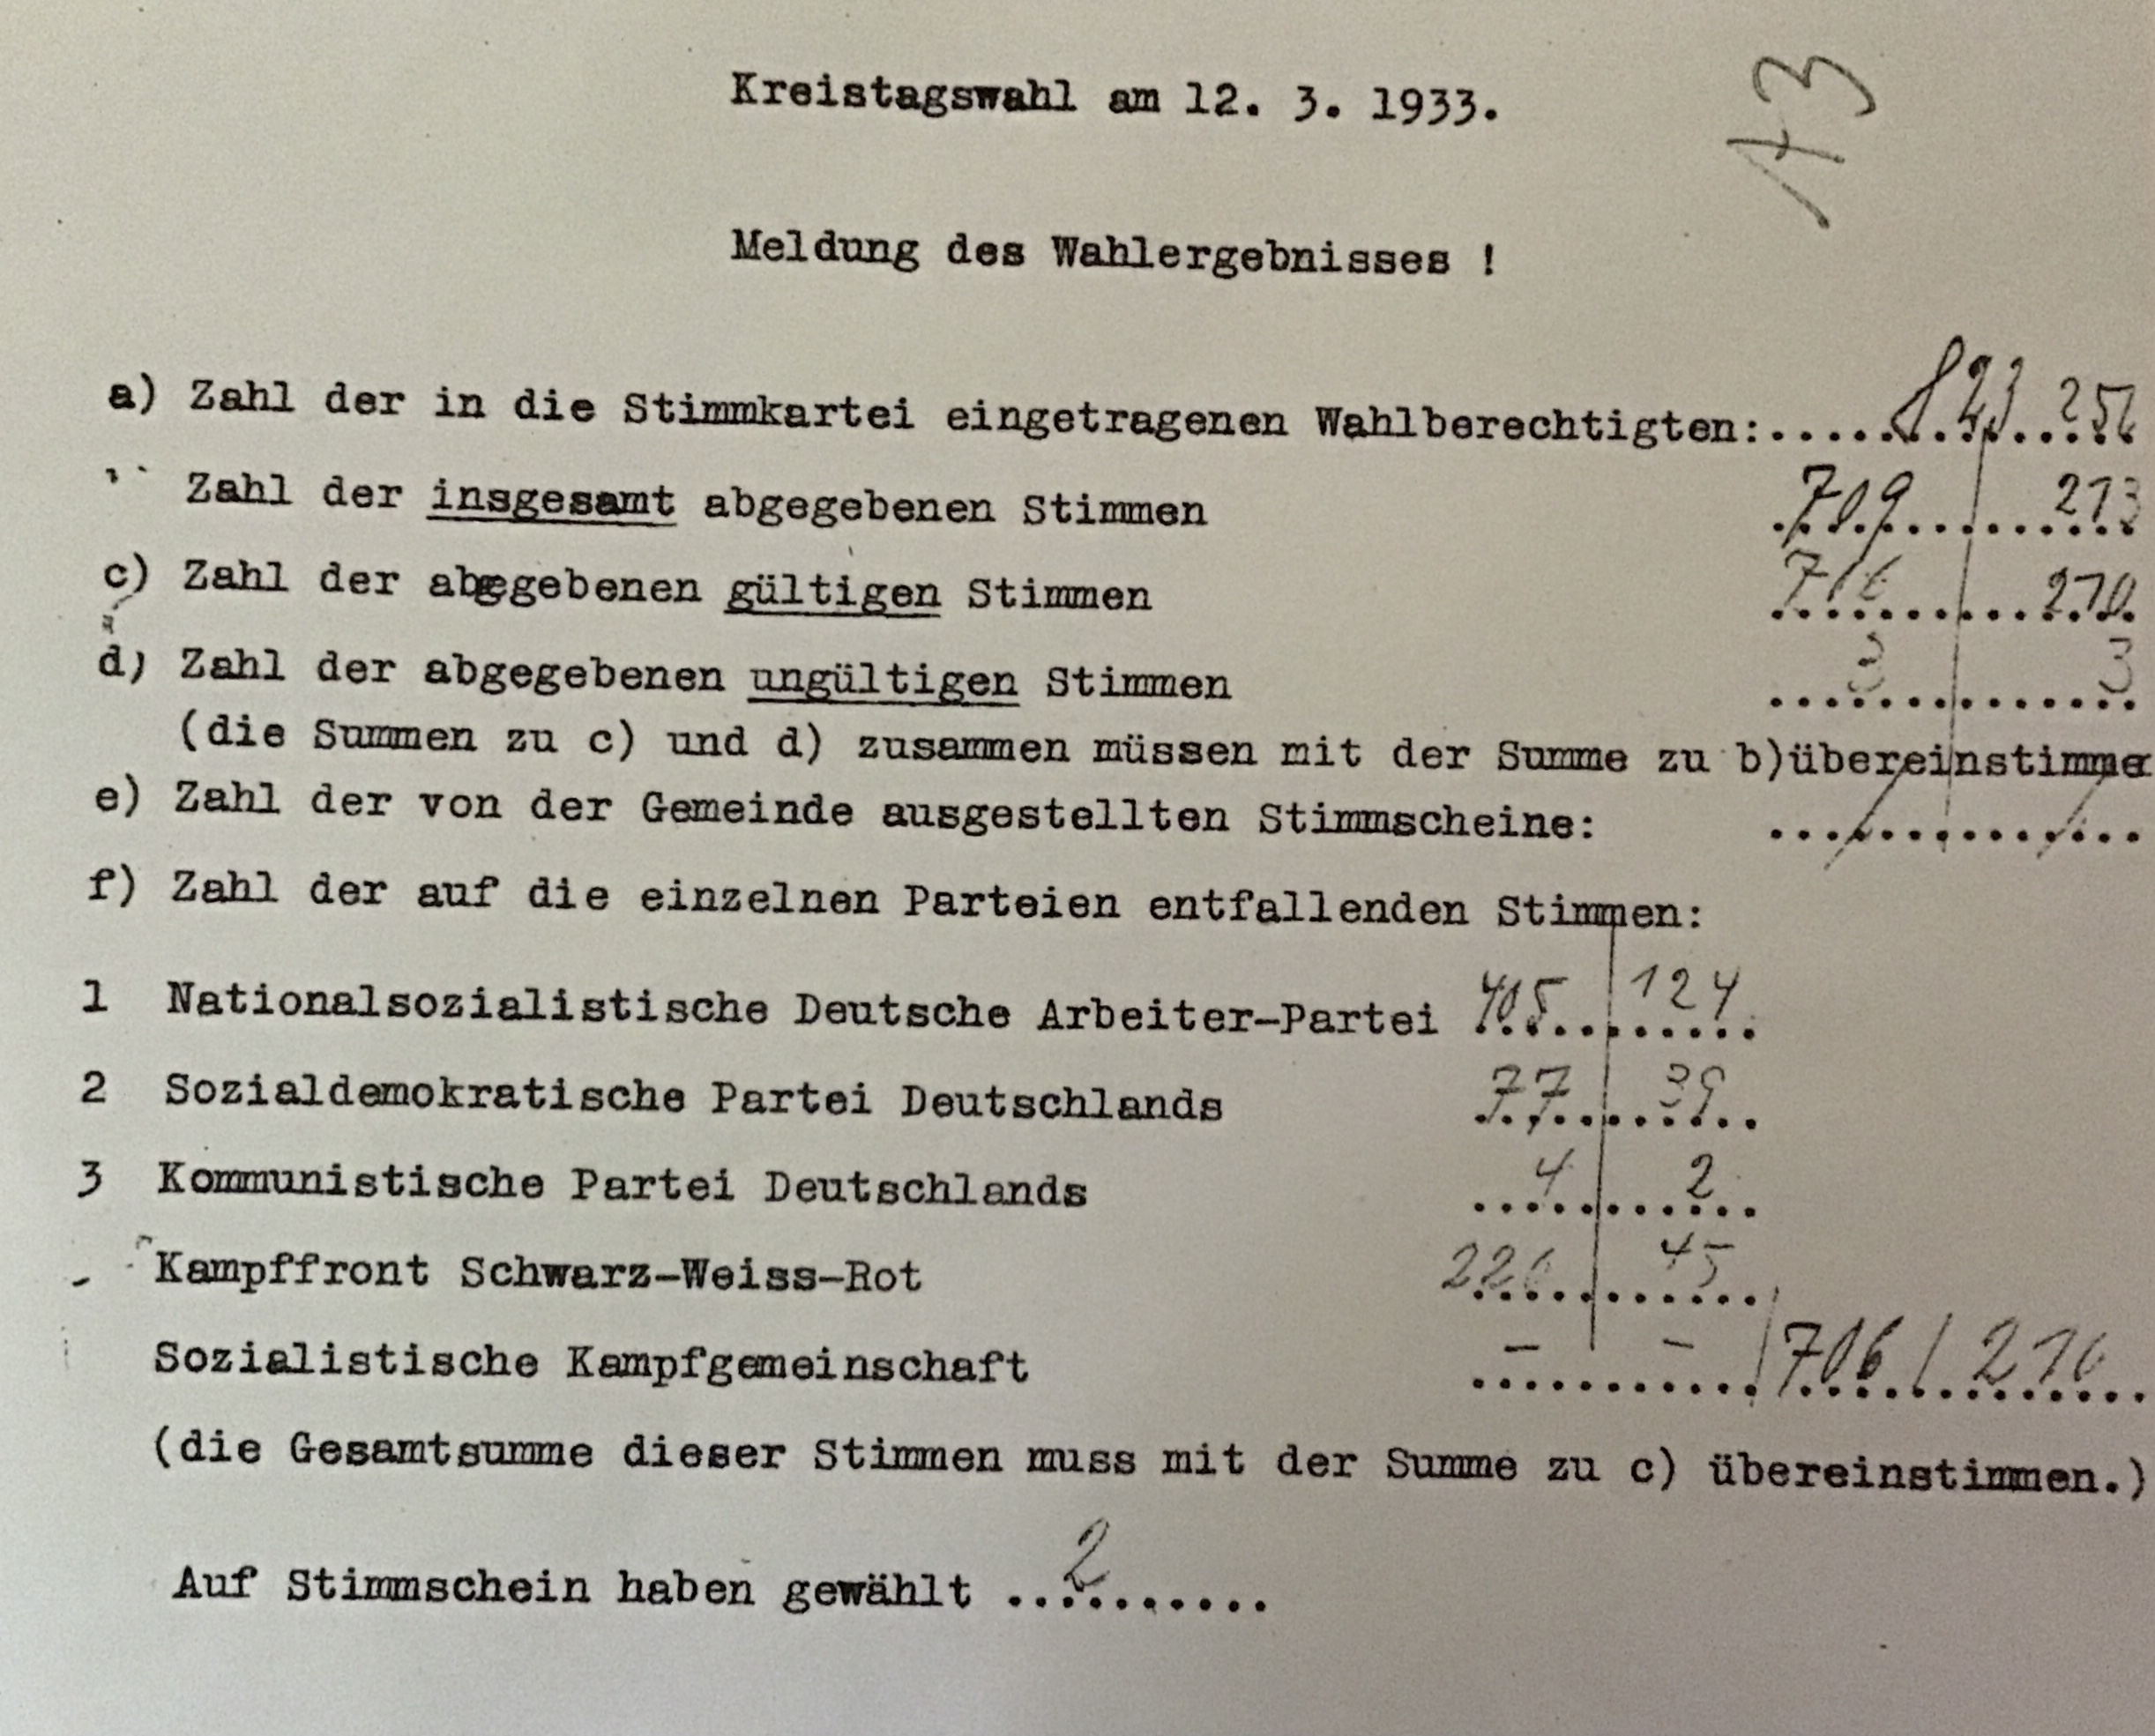 Kreistagswahl am 12. 3. 1933.
A3
Meldung des Wahlergebnisses !
a) Zahl der in die Stimmkartei eingetragenen Wahlberechtigten:..... 823 256
Zahl der insgesamt abgegebenen Stimmen 709 213
c) Zahl der abgegebenen gültigen Stimmen 706 210
d) Zahl der abgegebenen ungültigen Stimmen 3 3
(die Summen zu c) und d) zusammen müssen mit der Summe zu b)übereinstimme
e) Zahl der von der Gemeinde ausgestellten Stimmscheine: / /
f) Zahl der auf die einzelnen Parteien entfallenden Stimmen:
1 Nationalsozialistische Deutsche Arbeiter-Partei 405 124
2 Sozialdemokratische Partei Deutschlands 77 39
3 Kommunistische Partei Deutschlands 4 2
Kampffront Schwarz-Weiss-Rot 220 45
Sozialistische Kampfgemeinschaft - - 706 / 210
(die Gesamtsumme dieser Stimmen muss mit der Summe zu c) übereinstimmen.)
Auf Stimmschein haben gewählt ..2........